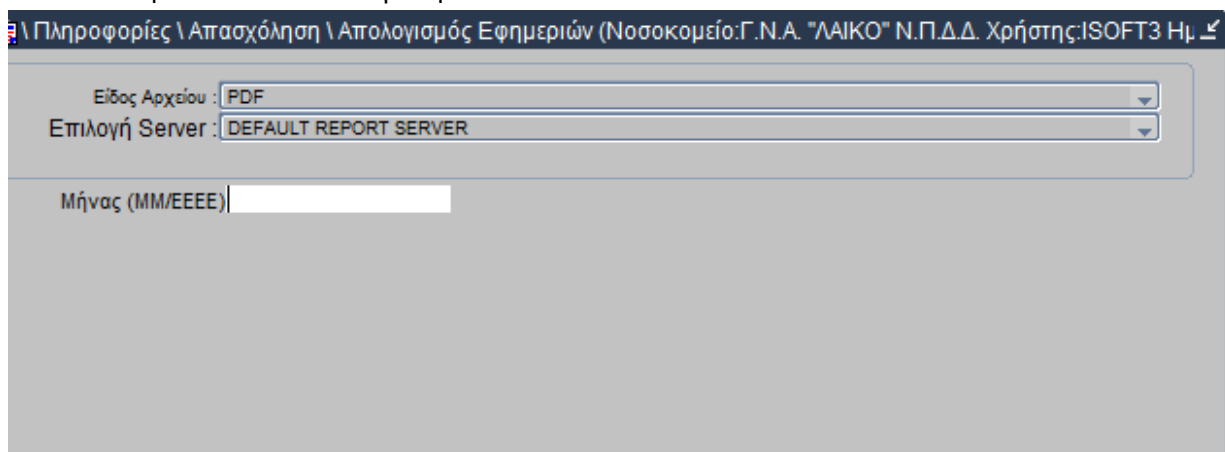 \ Πληροφορίες \ Απασχόληση \ Απολογισμός Εφημεριών (Νοσοκομείο:Γ.Ν.Α. "ΛΑΙΚΟ" Ν.Π.Δ.Δ. Χρήστης:ISOFT3 Ημ
Είδος Αρχείου : PDF
Επιλογή Server : DEFAULT REPORT SERVER
Μήνας (ΜΜ/ΕΕΕΕ)